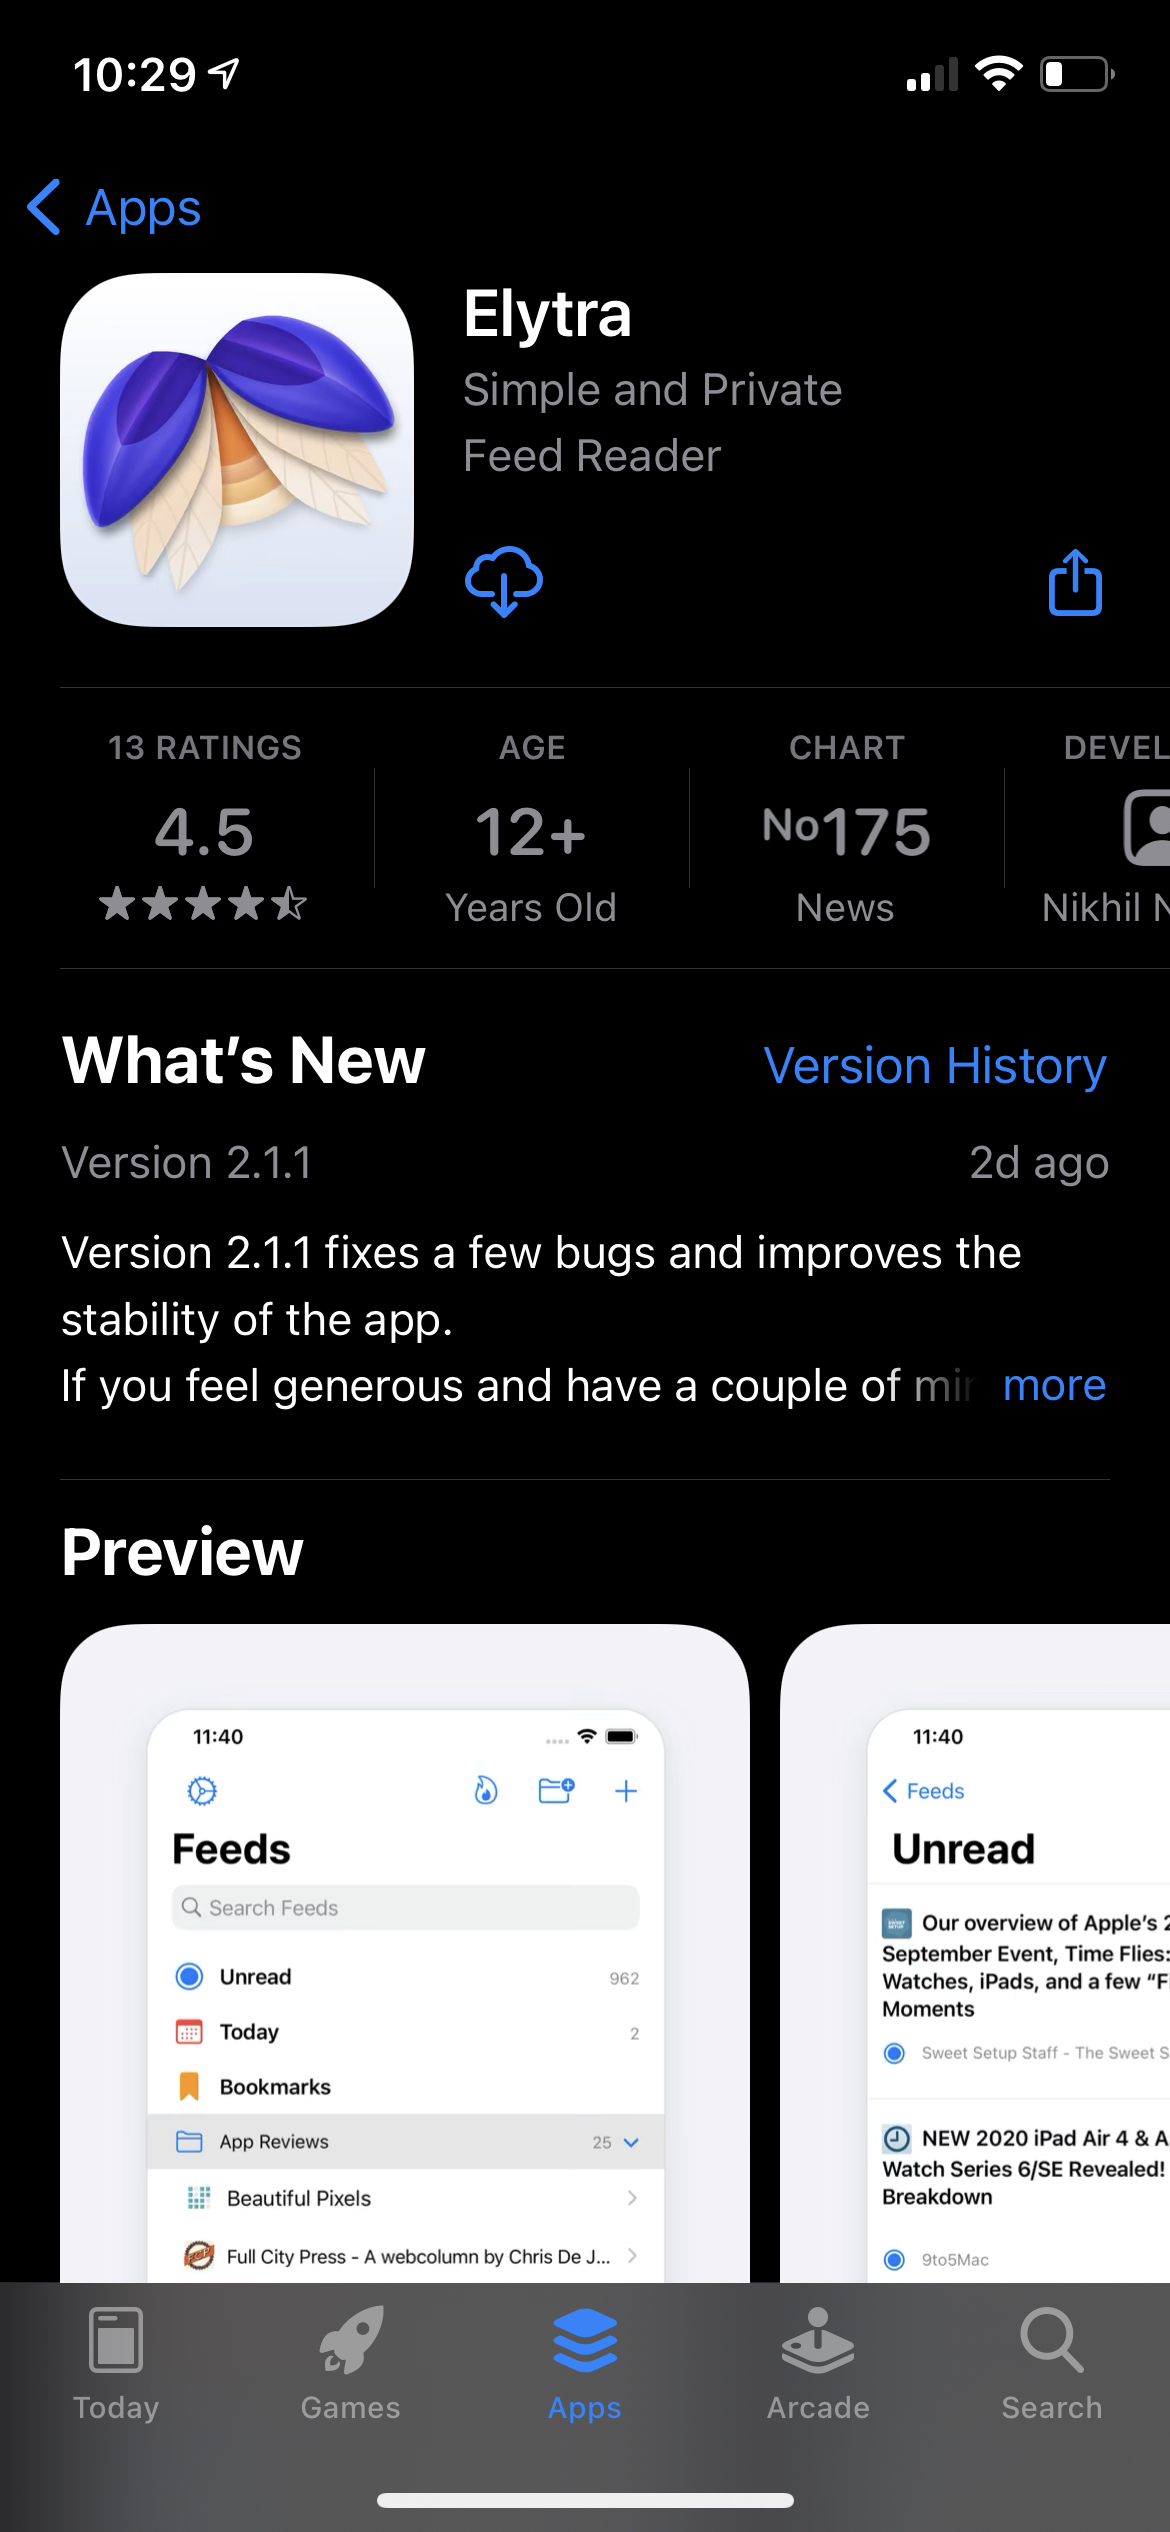 10:29
Apps
Elytra
Simple and Private
Feed Reader
13 RATINGS
4.5
AGE
12+
Years Old
CHART
No175
News
DEVEL
Nikhil N
What's New
Version History
Version 2.1.1
2d ago
Version 2.1.1 fixes a few bugs and improves the
stability of the app.
If you feel generous and have a couple of
more
Preview
11:40
Feeds
Search Feeds
Unread 962
Today 2
Bookmarks
App Reviews 25
Beautiful Pixels
Full City Press - A webcolumn by Chris De J...
11:40
Feeds
Unread
Our overview of Apple's 2
September Event, Time Flies:
Watches, iPads, and a few “Fi
Moments
Sweet Setup Staff - The Sweet S
NEW 2020 iPad Air 4 & A
Watch Series 6/SE Revealed!
Breakdown
9to5Mac
Today
Games
Apps
Arcade
Search